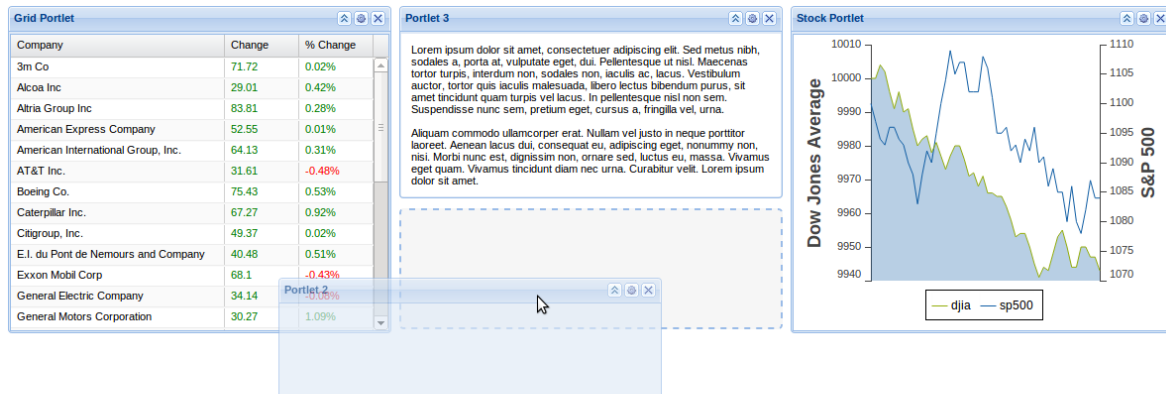 Grid Portlet
Company Change % Change
3m Co 71.72 0.02%
Alcoa Inc 29.01 0.42%
Altria Group Inc 83.81 0.28%
American Express Company 52.55 0.01%
American International Group, Inc. 64.13 0.31%
AT&T Inc. 31.61 -0.48%
Boeing Co. 75.43 0.53%
Caterpillar Inc. 67.27 0.92%
Citigroup, Inc. 49.37 0.02%
E.I. du Pont de Nemours and Company 40.48 0.51%
Exxon Mobil Corp 68.1 -0.43%
General Electric Company 34.14 -0.08%
General Motors Corporation 30.27 1.09%
Portlet 2
Portlet 3
Lorem ipsum dolor sit amet, consectetuer adipiscing elit. Sed metus nibh,
sodales a, porta at, vulputate eget, dui. Pellentesque ut nisl. Maecenas
tortor turpis, interdum non, sodales non, iaculis ac, lacus. Vestibulum
auctor, tortor quis iaculis malesuada, libero lectus bibendum purus, sit
amet tincidunt quam turpis vel lacus. In pellentesque nisl non sem.
Suspendisse nunc sem, pretium eget, cursus a, fringilla vel, urna.
Aliquam commodo ullamcorper erat. Nullam vel justo in neque porttitor
laoreet. Aenean lacus dui, consequat eu, adipiscing eget, nonummy non,
nisi. Morbi nunc est, dignissim non, ornare sed, luctus eu, massa. Vivamus
eget quam. Vivamus tincidunt diam nec urna. Curabitur velit. Lorem ipsum
dolor sit amet.
Stock Portlet
Dow Jones Average
10010
10000
9990
9980
9970
9960
9950
9940
1110
1105
1100
1095
1090
1085
1080
1075
1070
S&P 500
djia sp500